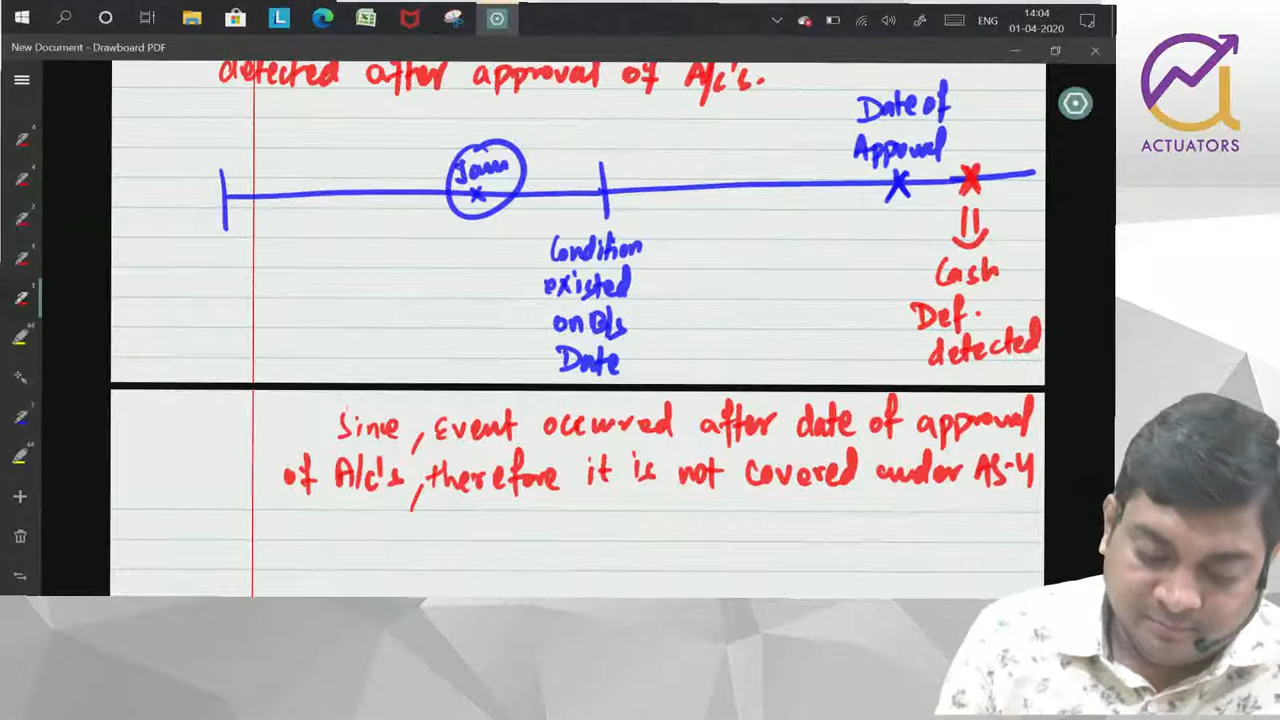 14:04
ENG
01-04-2020
New Document - Drawboard PDF
detected after approval of A/c's.
Date of
Approval
Condition
existed
on B/s
Date
Cash
Def.
detected
Since, Event occurred after date of approval
of A/c's, therefore it is not covered under AS-4
ACTUATORS